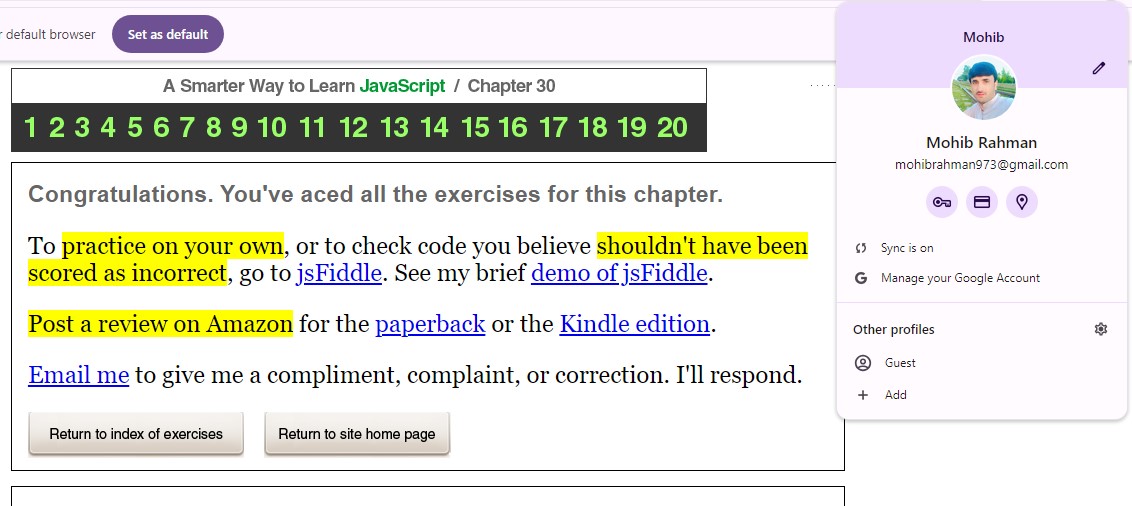 r default browser
Set as default
A Smarter Way to Learn JavaScript / Chapter 30
1 2 3 4 5 6 7 8 9 10 11 12 13 14 15 16 17 18 19 20
Congratulations. You've aced all the exercises for this chapter.
To practice on your own, or to check code you believe shouldn't have been
scored as incorrect, go to jsFiddle. See my brief demo of jsFiddle.
Post a review on Amazon for the paperback or the Kindle edition.
Email me to give me a compliment, complaint, or correction. I'll respond.
Return to index of exercises
Return to site home page
Mohib
Mohib Rahman
mohibrahman973@gmail.com
Sync is on
G Manage your Google Account
Other profiles
Guest
Add